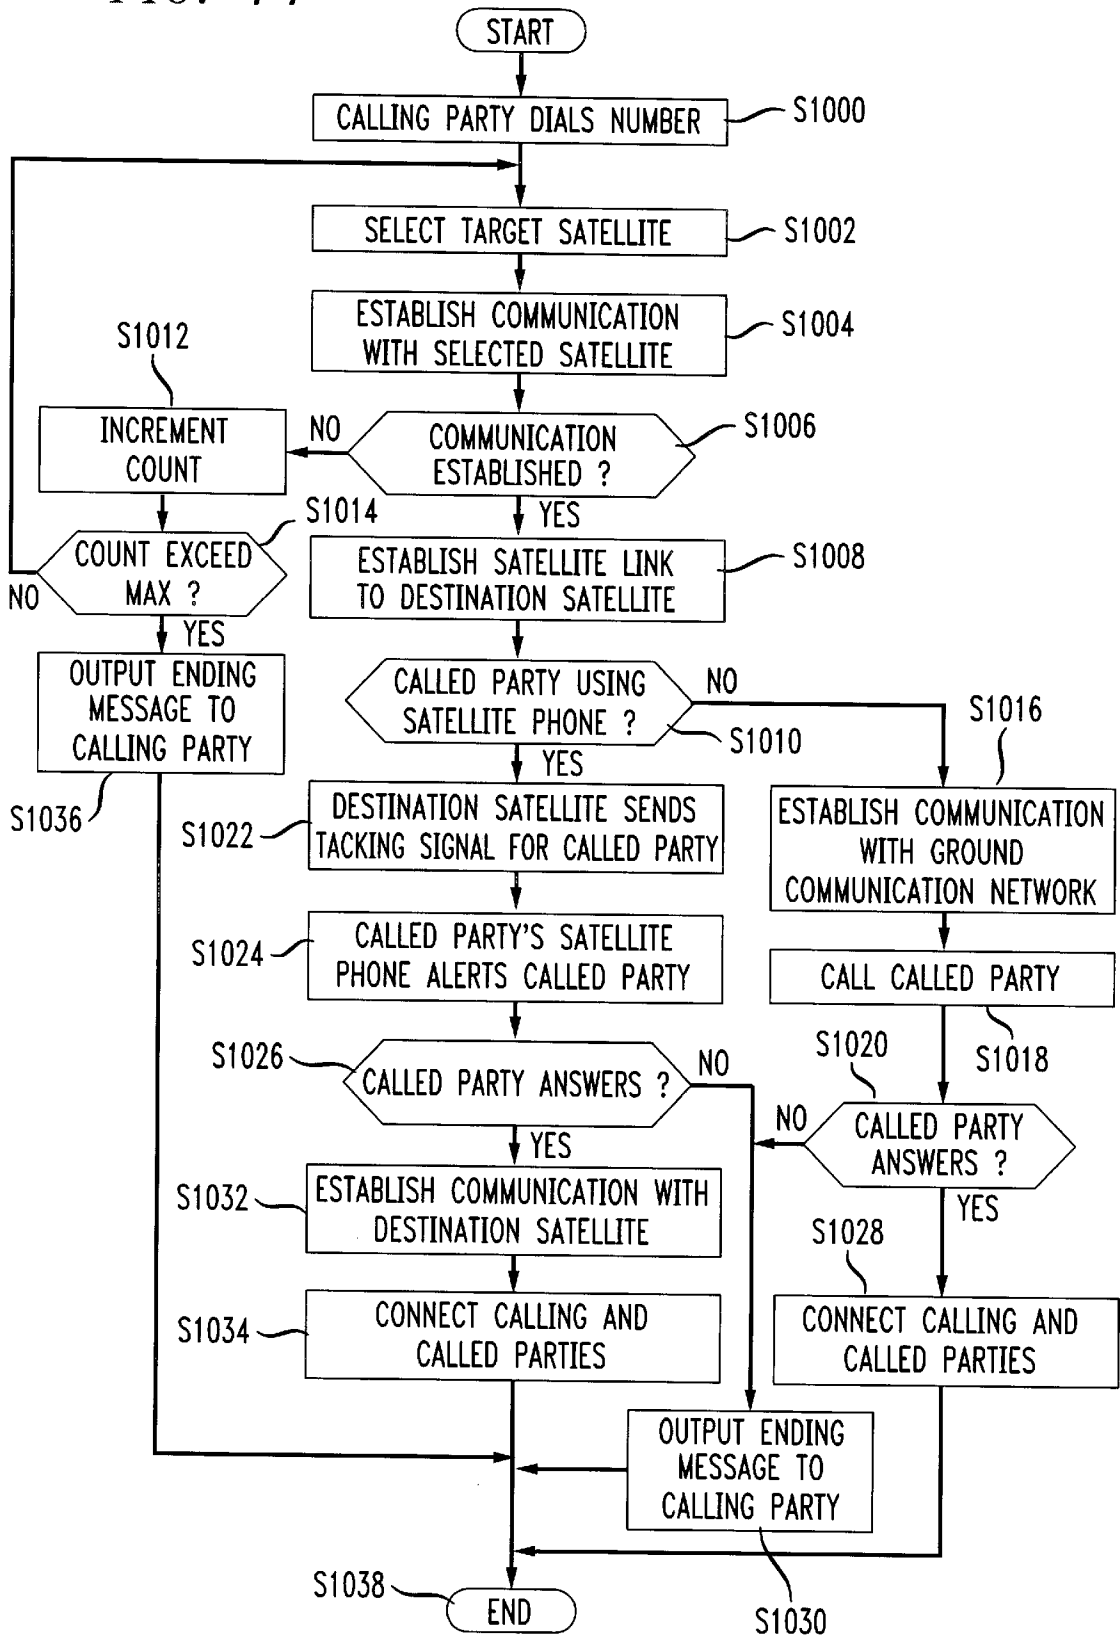 START
CALLING PARTY DIALS NUMBER
S1000
SELECT TARGET SATELLITE
S1002
ESTABLISH COMMUNICATION
WITH SELECTED SATELLITE
S1004
S1012
INCREMENT
COUNT
NO
COMMUNICATION
ESTABLISHED ?
S1006
YES
S1014
COUNT EXCEED
MAX ?
NO
YES
ESTABLISH SATELLITE LINK
TO DESTINATION SATELLITE
S1008
OUTPUT ENDING
MESSAGE TO
CALLING PARTY
S1036
CALLED PARTY USING
SATELLITE PHONE ?
NO
S1010
YES
S1016
DESTINATION SATELLITE SENDS
TACKING SIGNAL FOR CALLED PARTY
S1022
ESTABLISH COMMUNICATION
WITH GROUND
COMMUNICATION NETWORK
S1024
CALLED PARTY'S SATELLITE
PHONE ALERTS CALLED PARTY
CALL CALLED PARTY
S1018
S1026
CALLED PARTY ANSWERS ?
NO
YES
S1020
CALLED PARTY
ANSWERS ?
NO
YES
S1032
ESTABLISH COMMUNICATION WITH
DESTINATION SATELLITE
S1028
S1034
CONNECT CALLING AND
CALLED PARTIES
CONNECT CALLING AND
CALLED PARTIES
OUTPUT ENDING
MESSAGE TO
CALLING PARTY
S1030
S1038
END